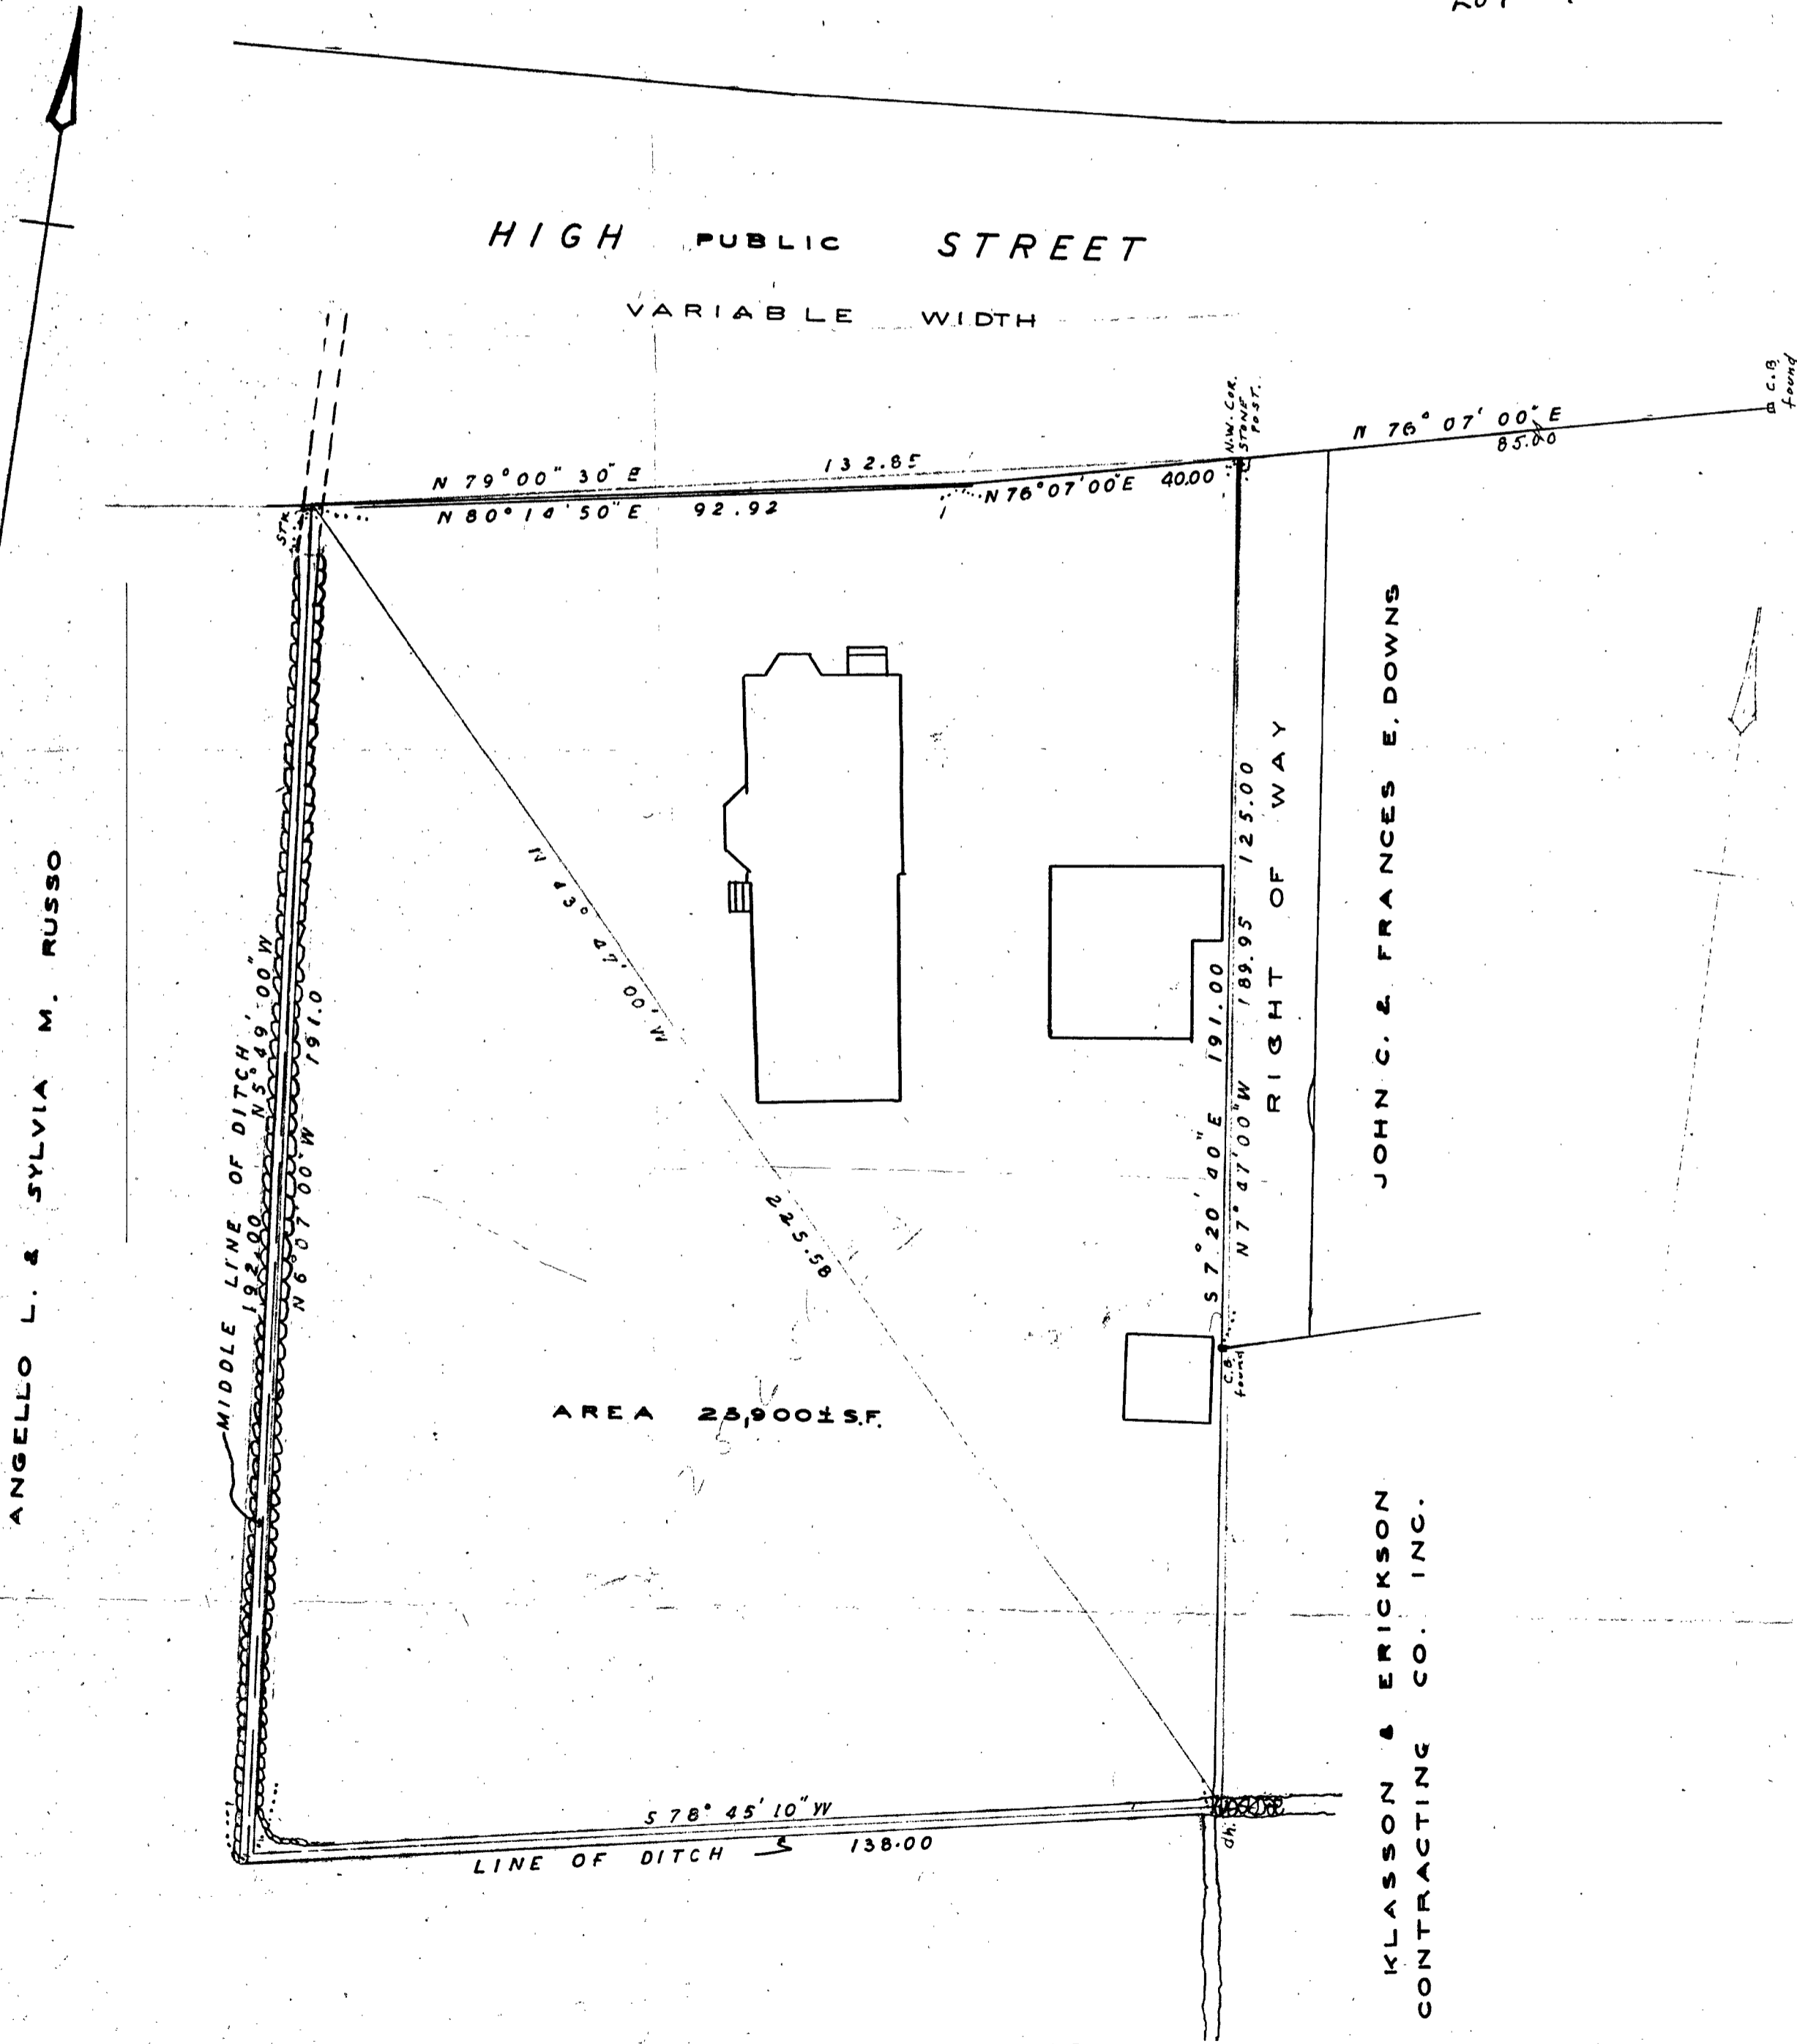 HIGH PUBLIC STREET
VARIABLE WIDTH
C.B. found
N.W. COR. STONE POST.
N 76° 07' 00" E
85.00
N 79° 00" 30" E 132.85
N 80° 14' 50" E 92.92
N 76° 07' 00" E 40.00
STK
ANGELLO L. & SYLVIA M. RUSSO
MIDDLE LINE OF DITCH
192.00 N 5° 49' 00" W
N 6° 07' 00" W 191.0
N 43° 47' 00" W
225.58
S 7° 20' 40" E 191.00
N 7° 47' 00" W 189.95 125.00
RIGHT OF WAY
JOHN C. & FRANCES E. DOWNS
C.B. found
AREA 25,900± S.F.
KLASSON & ERICKSON
CONTRACTING CO. INC.
S 78° 45' 10" W
LINE OF DITCH 138.00
dh.